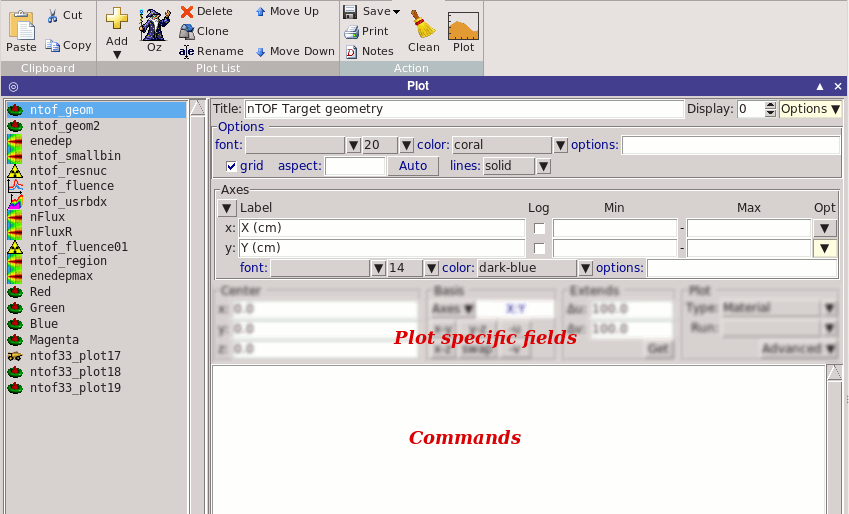 Cut
Copy
Paste
Clipboard
Add
Oz
Delete
Clone
Rename
Move Up
Move Down
Plot List
Save
Print
Notes
Clean
Plot
Action
Plot
ntof_geom
ntof_geom2
enedep
ntof_smallbin
ntof_resnuc
ntof_fluence
ntof_usrbdx
nFlux
nFluxR
ntof_fluence01
ntof_region
enedepmax
Red
Green
Blue
Magenta
ntof33_plot17
ntof33_plot18
ntof33_plot19
Title: nTOF Target geometry Display: 0 Options
Options
font: 20 color: coral options:
grid aspect: Auto lines: solid
Axes
Label Log Min Max Opt
x: X (cm) -
y: Y (cm) -
font: 14 color: dark-blue options:
Center Basis Extends Plot
x: 0.0 Axes X:Y Δu: 100.0 Type: Material
y: 0.0 100.0 Run:
z: 0.0 swap Get Advanced
Plot specific fields
Commands